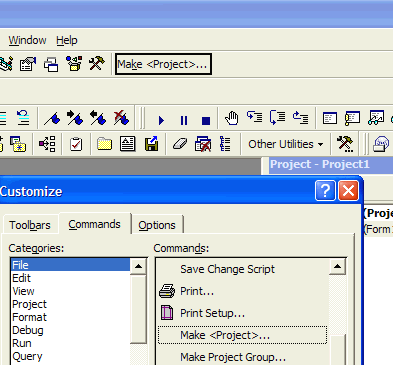 Window Help
Make <Project>...
Other Utilities
Project - Project1
Customize
(Proje
(Form
Toolbars Commands Options
Categories:
Commands:
File
Edit
View
Project
Format
Debug
Run
Query
Save Change Script
Print...
Print Setup...
Make <Project>...
Make Project Group...